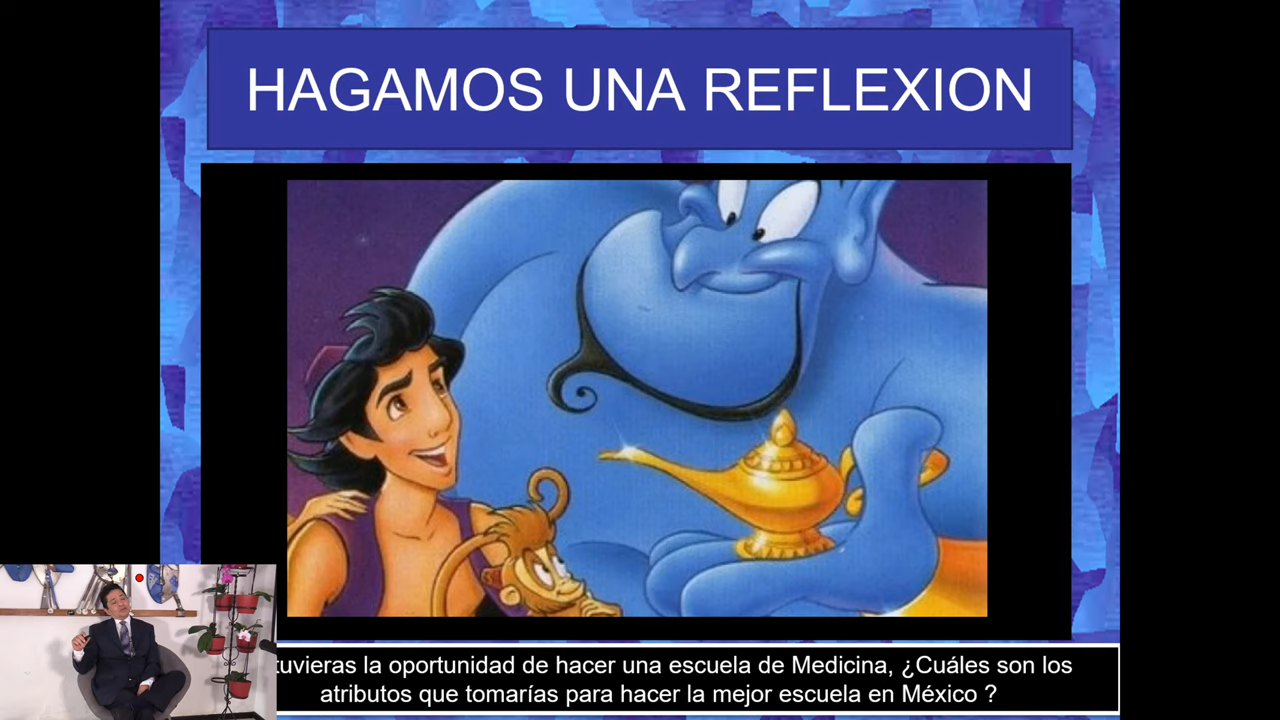 HAGAMOS UNA REFLEXION
tuvieras la oportunidad de hacer una escuela de Medicina, ¿Cuáles son los
atributos que tomarías para hacer la mejor escuela en México ?